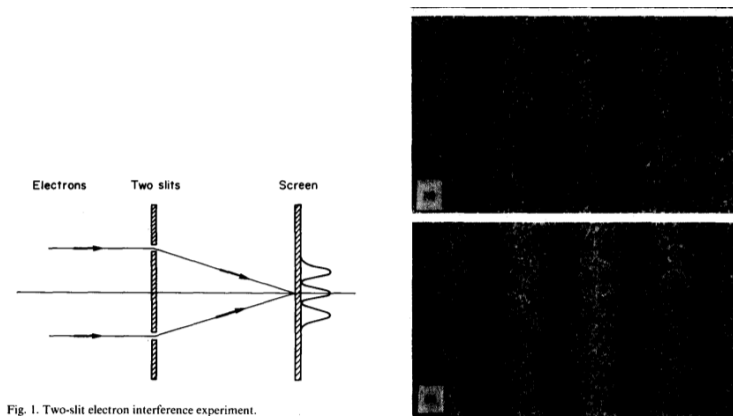 Electrons
Two slits
Screen
Fig. 1. Two-slit electron interference experiment.